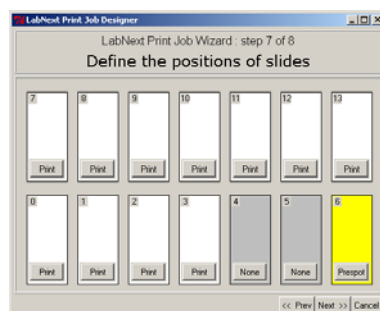 LabNext Print Job Designer
LabNext Print Job Wizard : step 7 of 8
Define the positions of slides
7 8 9 10 11 12 13
Print Print Print Print Print Print Print
0 1 2 3 4 5 6
Print Print Print Print None None Prespot
<< Prev Next >> Cancel